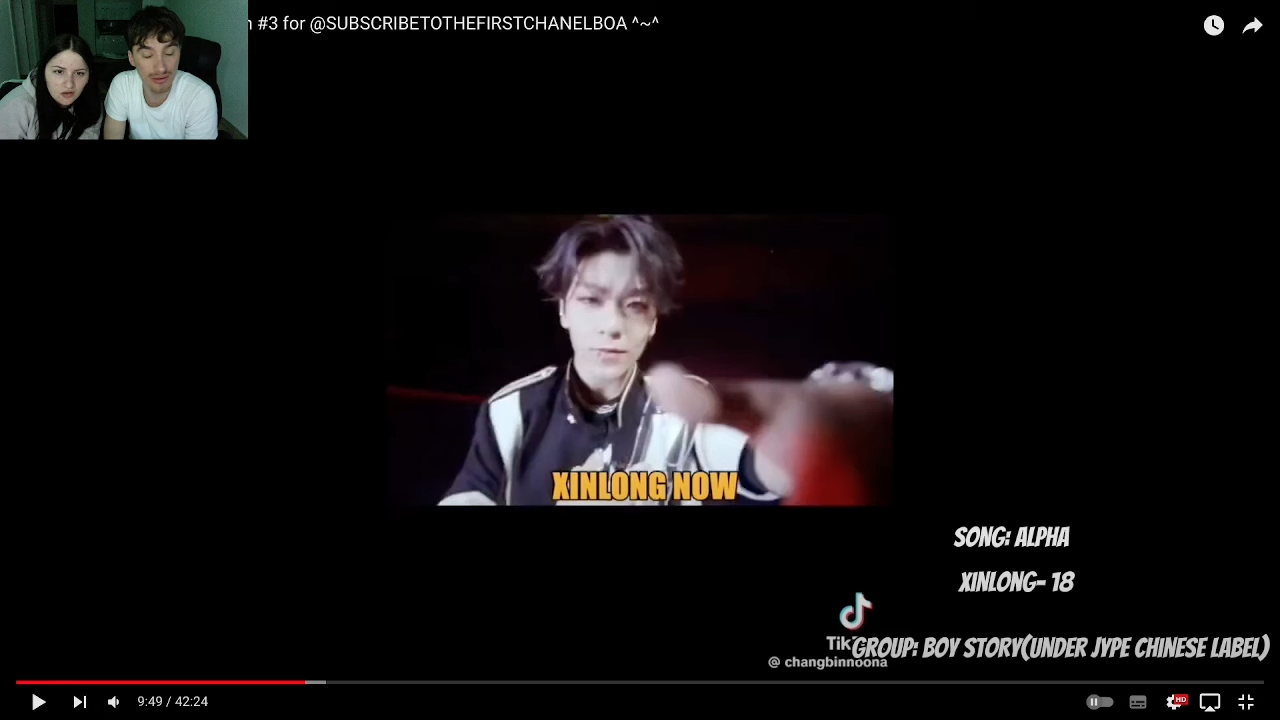 #3 for @SUBSCRIBETOTHEFIRSTCHANELBOA ^~^
XINLONG NOW
SONG: ALPHA
XINLONG- 18
GROUP: BOY STORY(UNDER JYPE CHINESE LABEL)
@ changbinnoona
9:49 / 42:24
HD